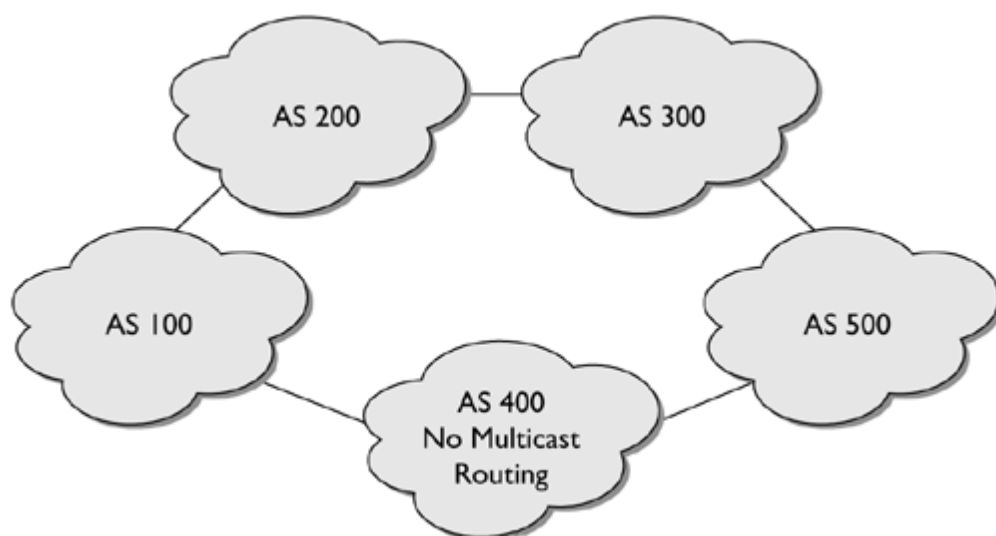 AS 200
AS 300
AS 100
AS 500
AS 400
No Multicast
Routing